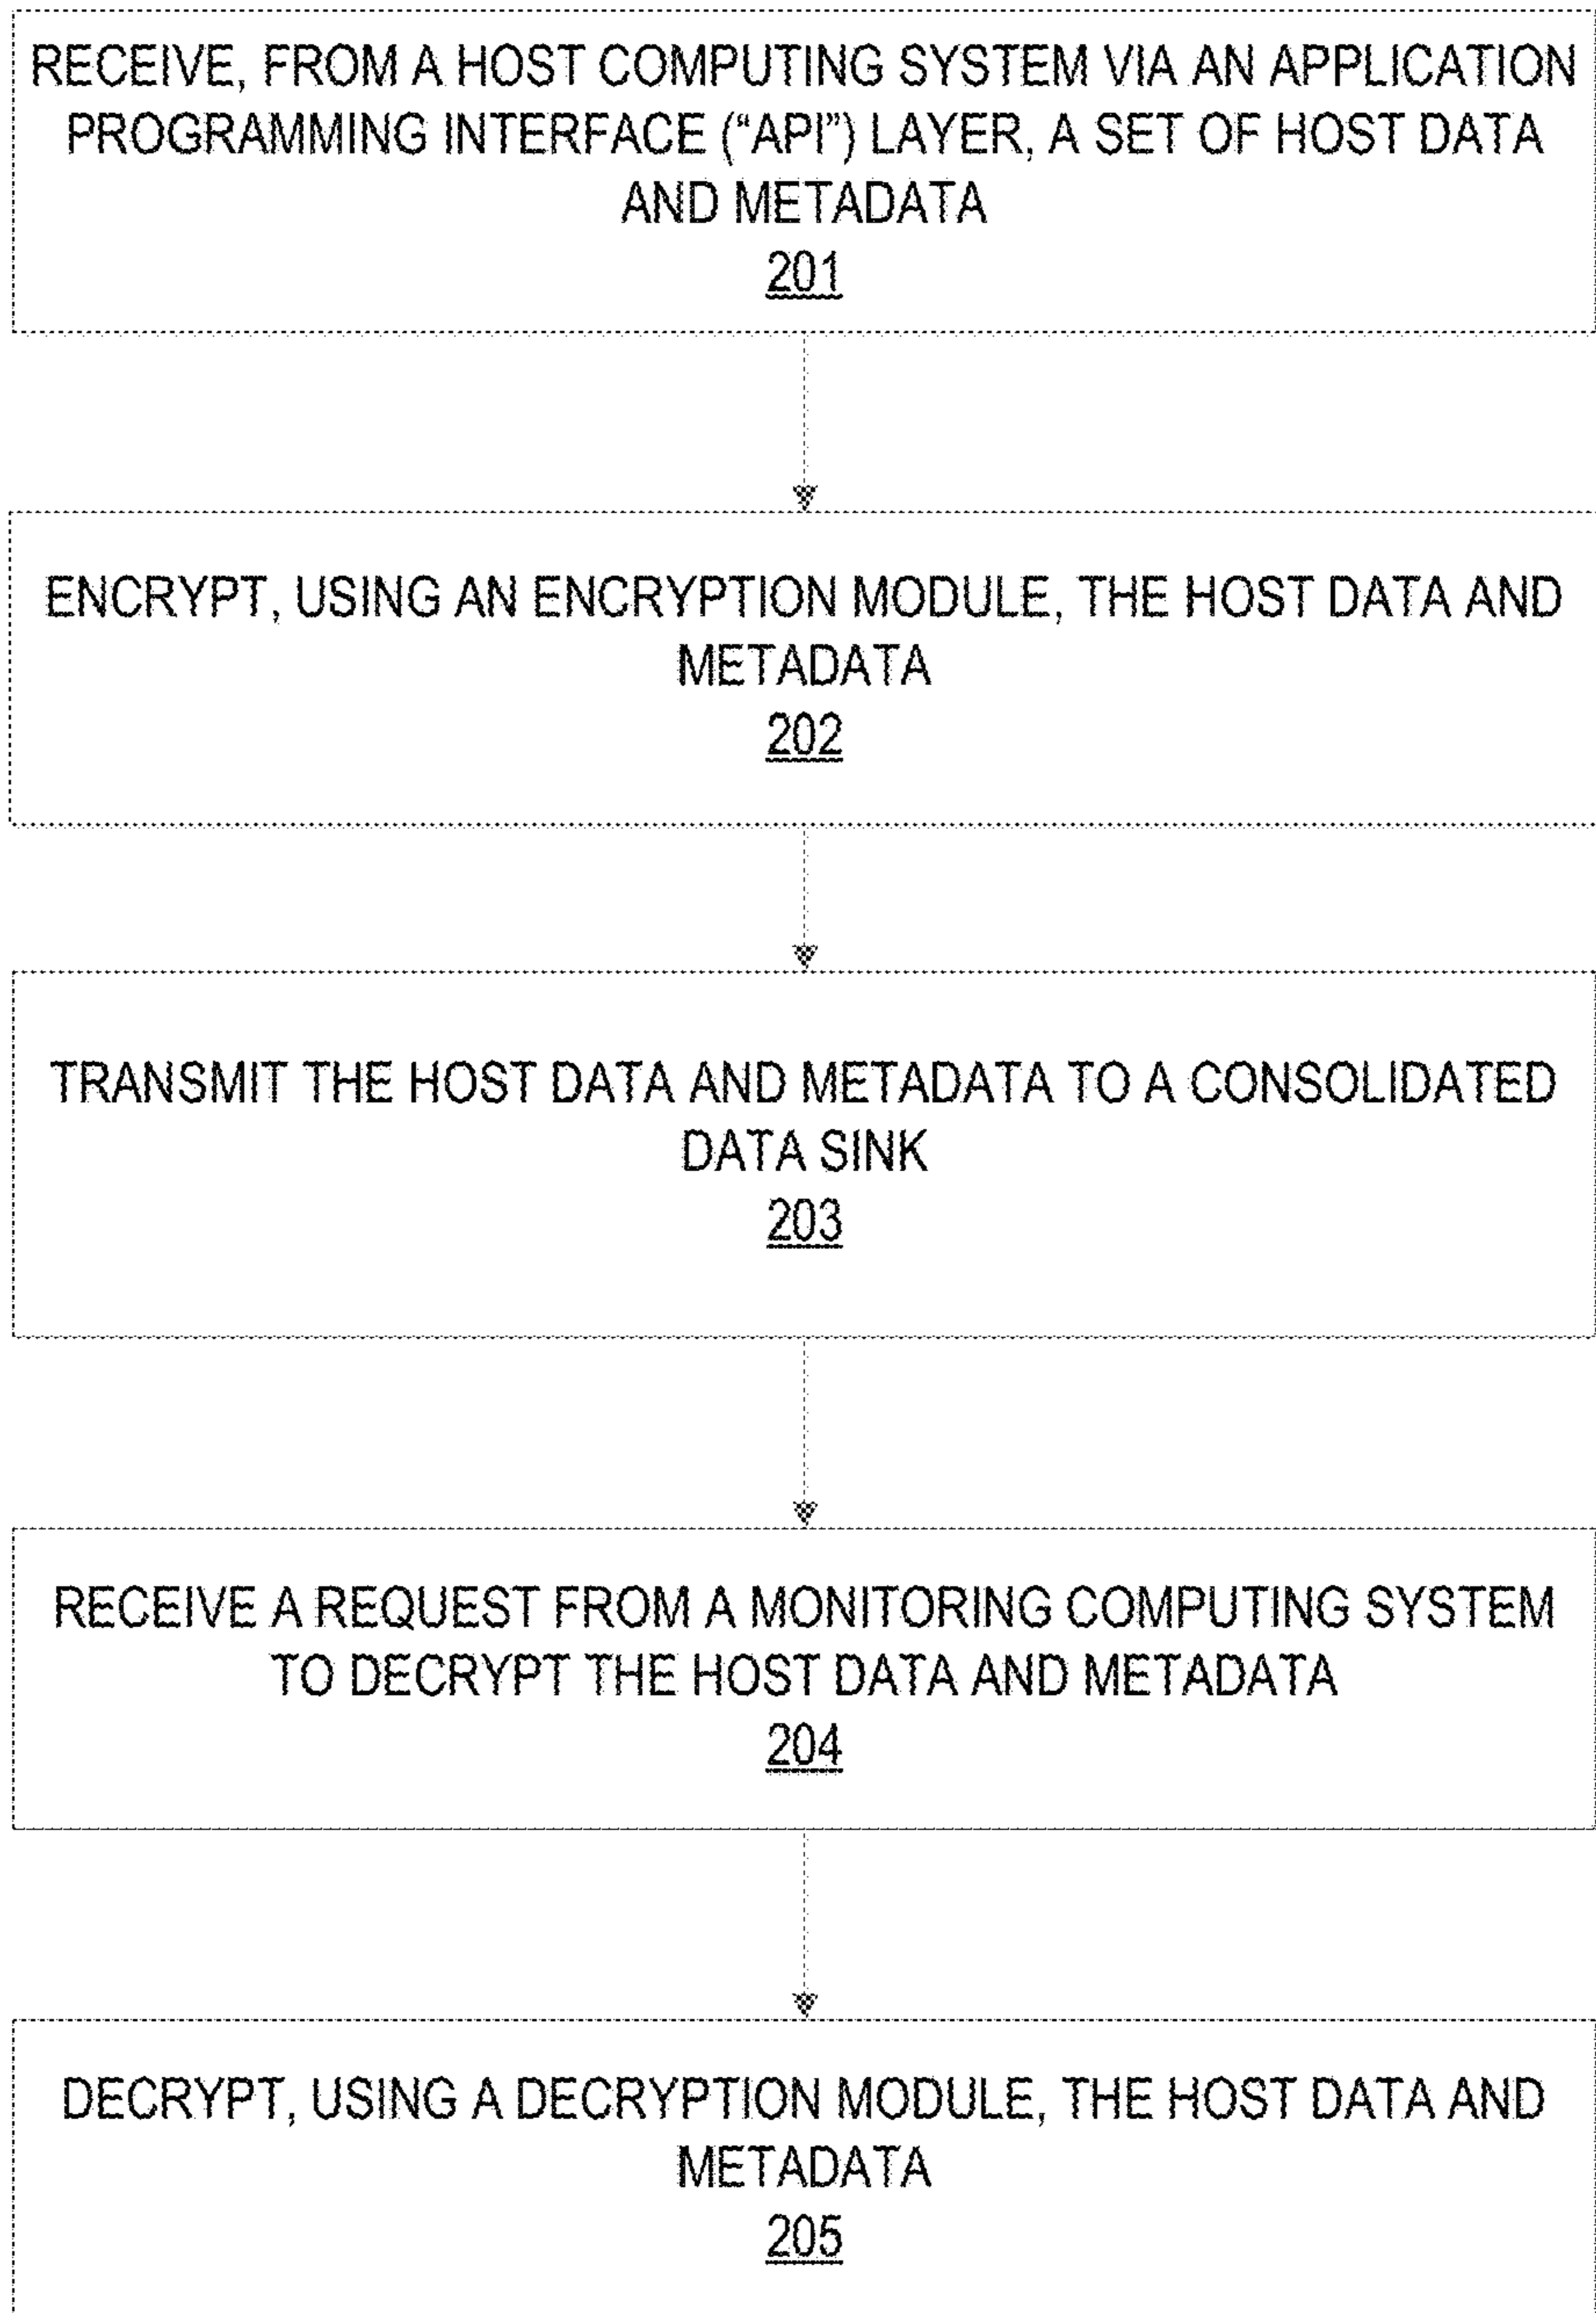 RECEIVE, FROM A HOST COMPUTING SYSTEM VIA AN APPLICATION
PROGRAMMING INTERFACE (“API”) LAYER, A SET OF HOST DATA
AND METADATA
201
ENCRYPT, USING AN ENCRYPTION MODULE, THE HOST DATA AND
METADATA
202
TRANSMIT THE HOST DATA AND METADATA TO A CONSOLIDATED
DATA SINK
203
RECEIVE A REQUEST FROM A MONITORING COMPUTING SYSTEM
TO DECRYPT THE HOST DATA AND METADATA
204
DECRYPT, USING A DECRYPTION MODULE, THE HOST DATA AND
METADATA
205